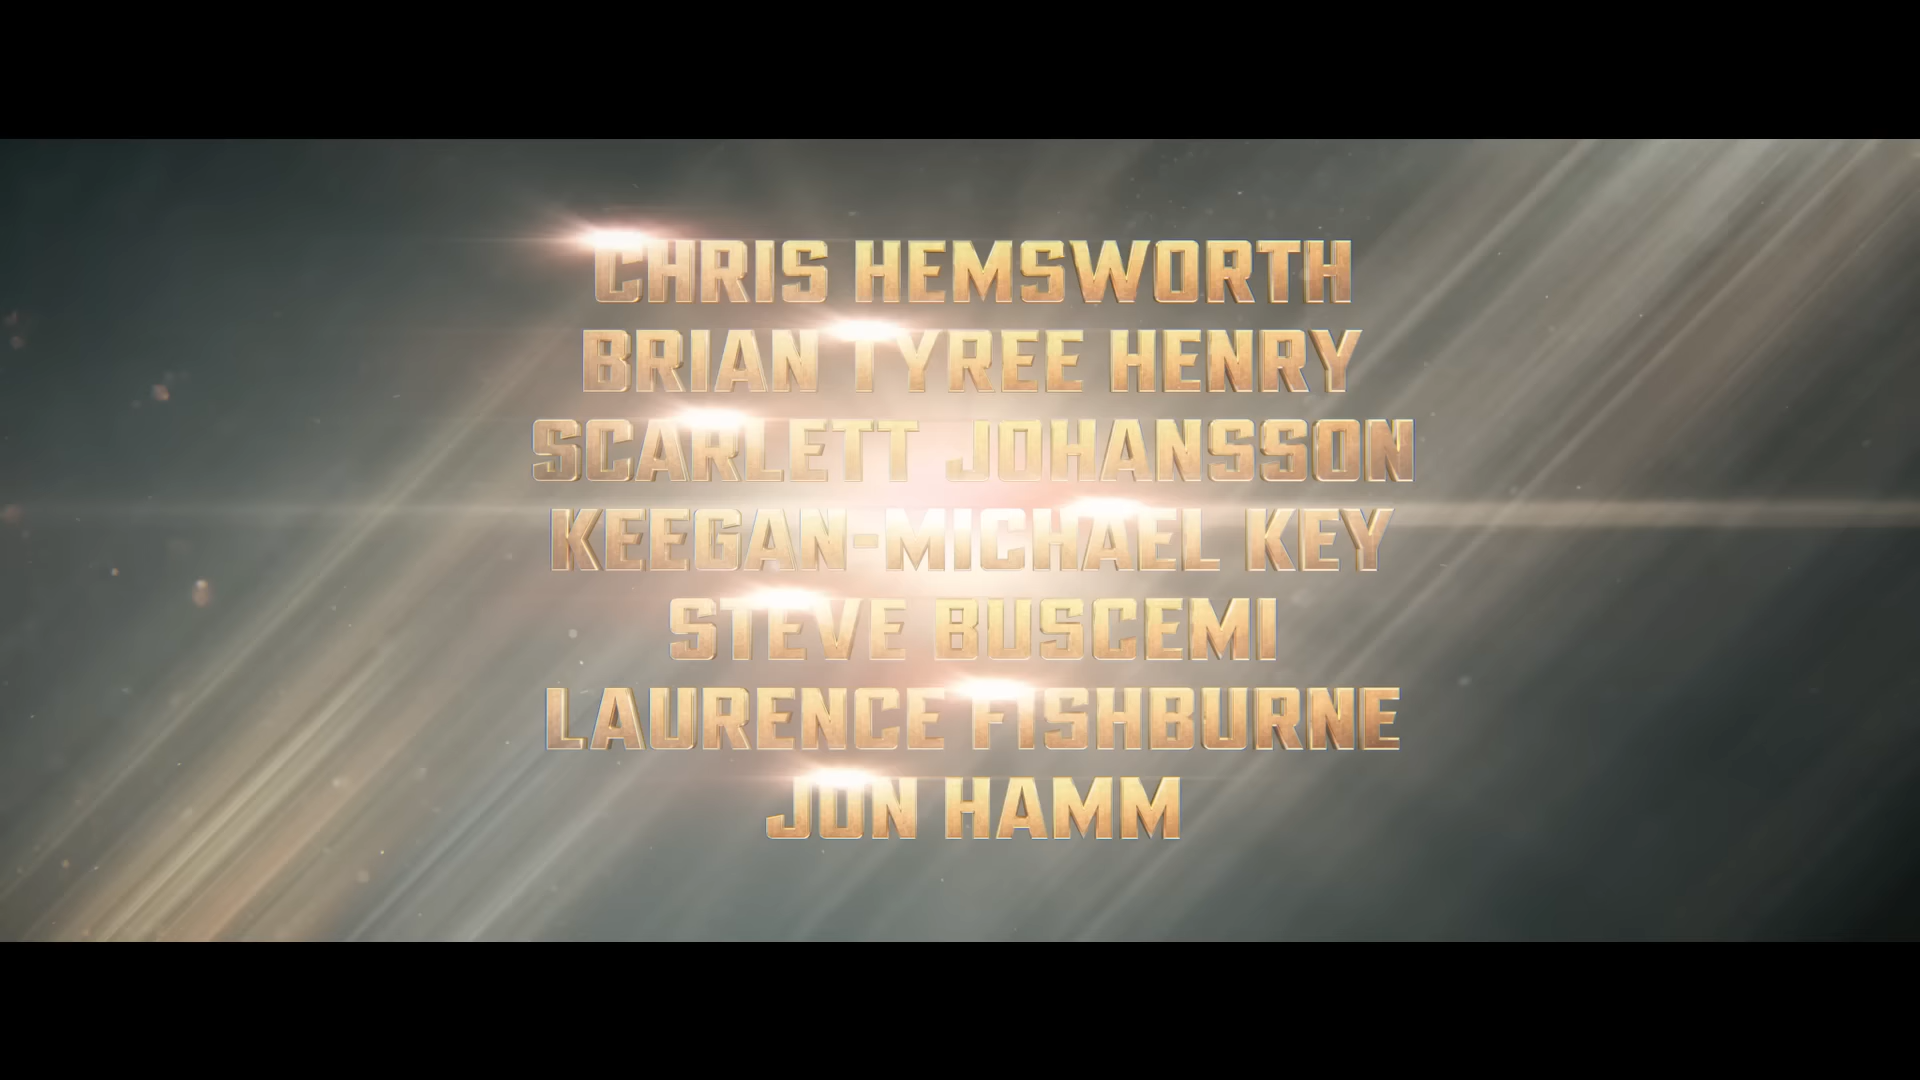 CHRIS HEMSWORTH
BRIAN TYREE HENRY
SCARLETT JOHANSSON
KEEGAN-MICHAEL KEY
STEVE BUSCEMI
LAURENCE FISHBURNE
JON HAMM